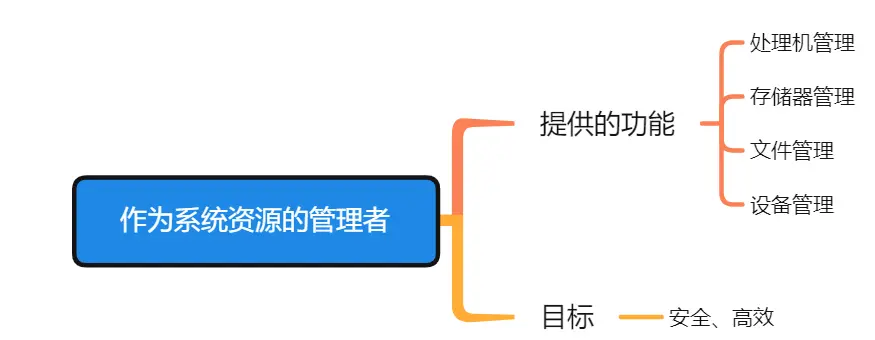 作为系统资源的管理者
提供的功能
处理机管理
存储器管理
文件管理
设备管理
目标
安全、高效